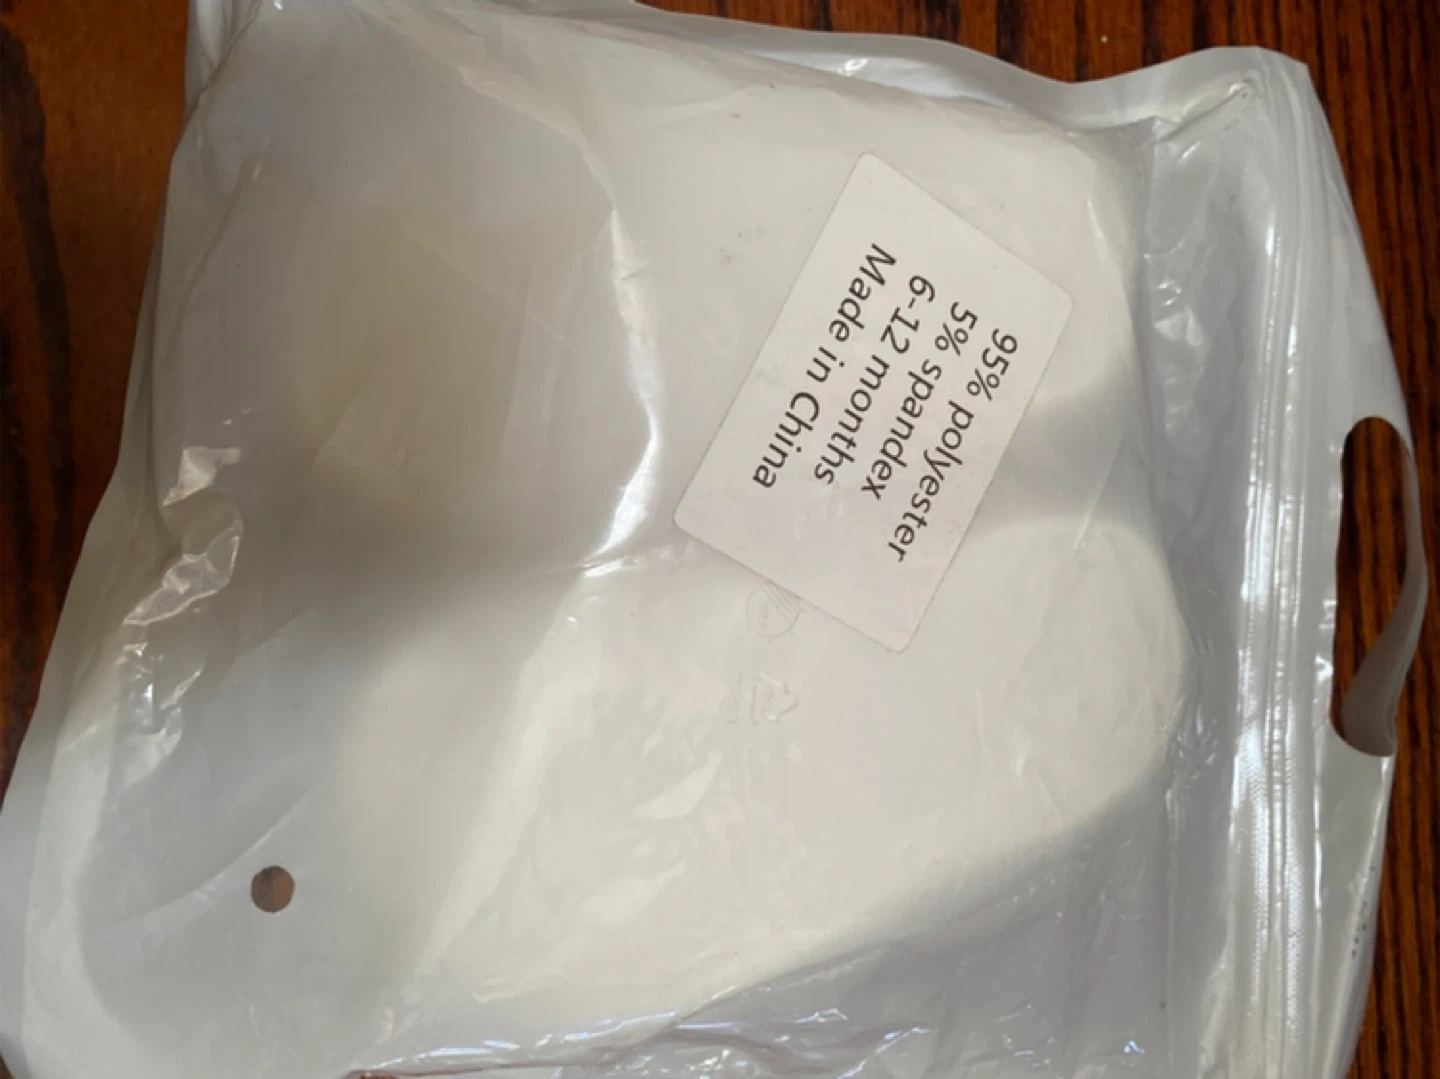 95% polyester
5% spandex
6-12 months
Made in China